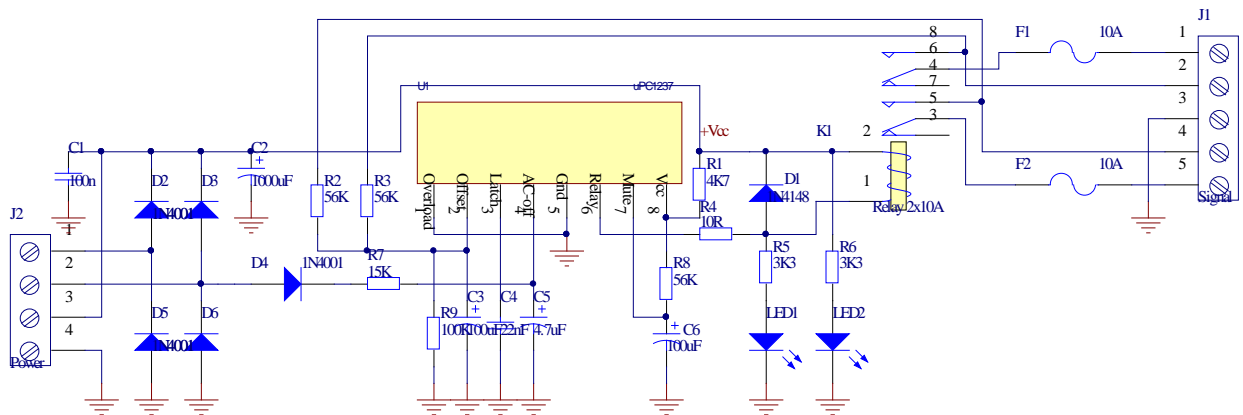 J1
8
F1
10A
1
6
2
4
7
3
U1
uPC1237
5
4
+Vcc
K1
2
3
F2
10A
5
C1
100n
C2
1000uF
D2
D3
R2
56K
R3
56K
R1
4K7
D1
1N4148
1
Relay 2x10A
Signal
1N4001
Overload
Offset
Latch
AC-off
Gnd
Relay
Mute
Vcc
1
2
3
4
5
6
7
8
R4
10R
J2
1
2
3
4
Power
D4
1N4001
R7
15K
R8
56K
R5
3K3
R6
3K3
D5
D6
1N4001
R9
100K
C3
100uF
C4
22nF
C5
4.7uF
C6
100uF
LED1
LED2